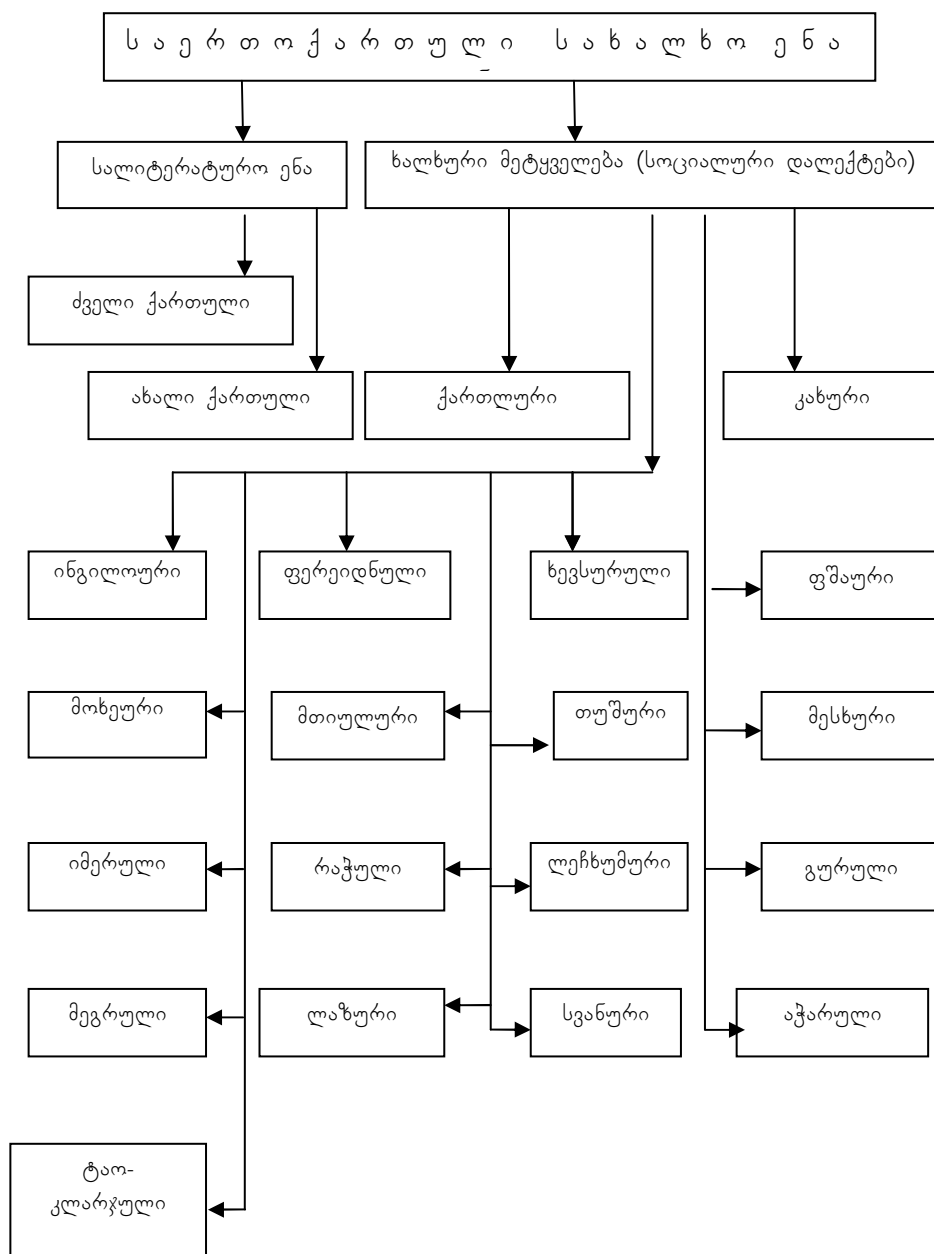 ს ა ე რ თ ო ქ ა რ თ უ ლ ი ს ა ხ ა ლ ხ ო ე ნ ა
სალიტერატურო ენა
ხალხური მეტყველება (სოციალური დალექტები)
ძველი ქართული
ახალი ქართული
ქართლური
კახური
ინგილოური
ფერეიდნული
ხევსურული
ფშაური
მოხეური
მთიულური
თუშური
მესხური
იმერული
რაჭული
ლეჩხუმური
გურული
მეგრული
ლაზური
სვანური
აჭარული
ტაო-
კლარჯული